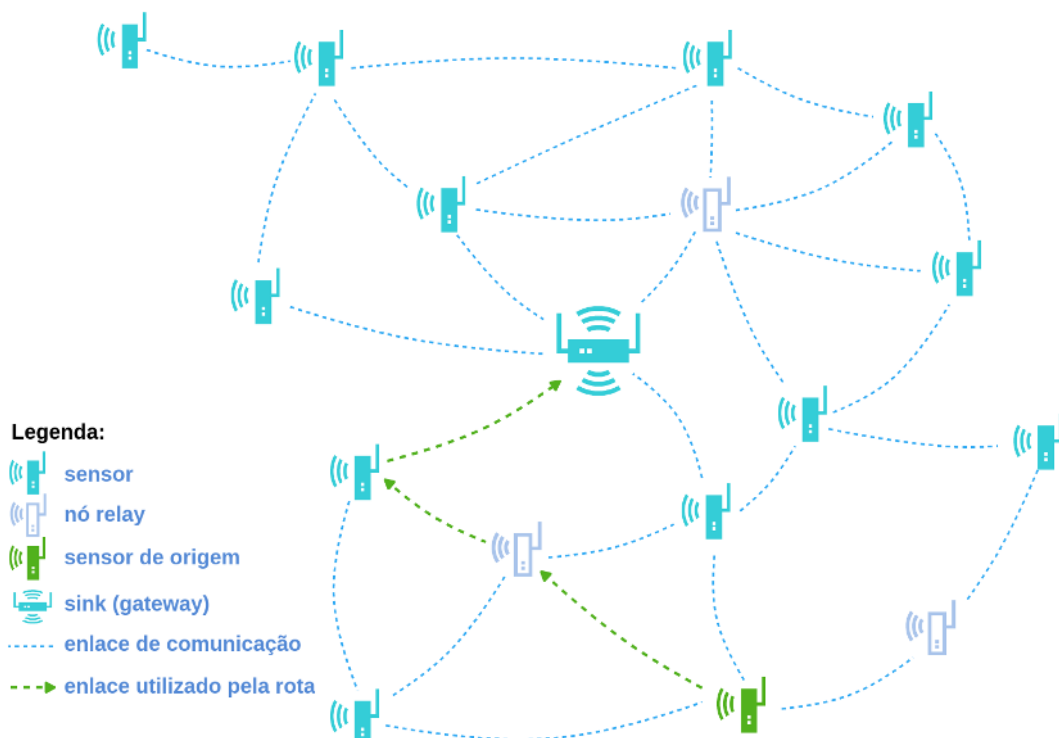 Legenda:
sensor
nó relay
sensor de origem
sink (gateway)
enlace de comunicação
enlace utilizado pela rota